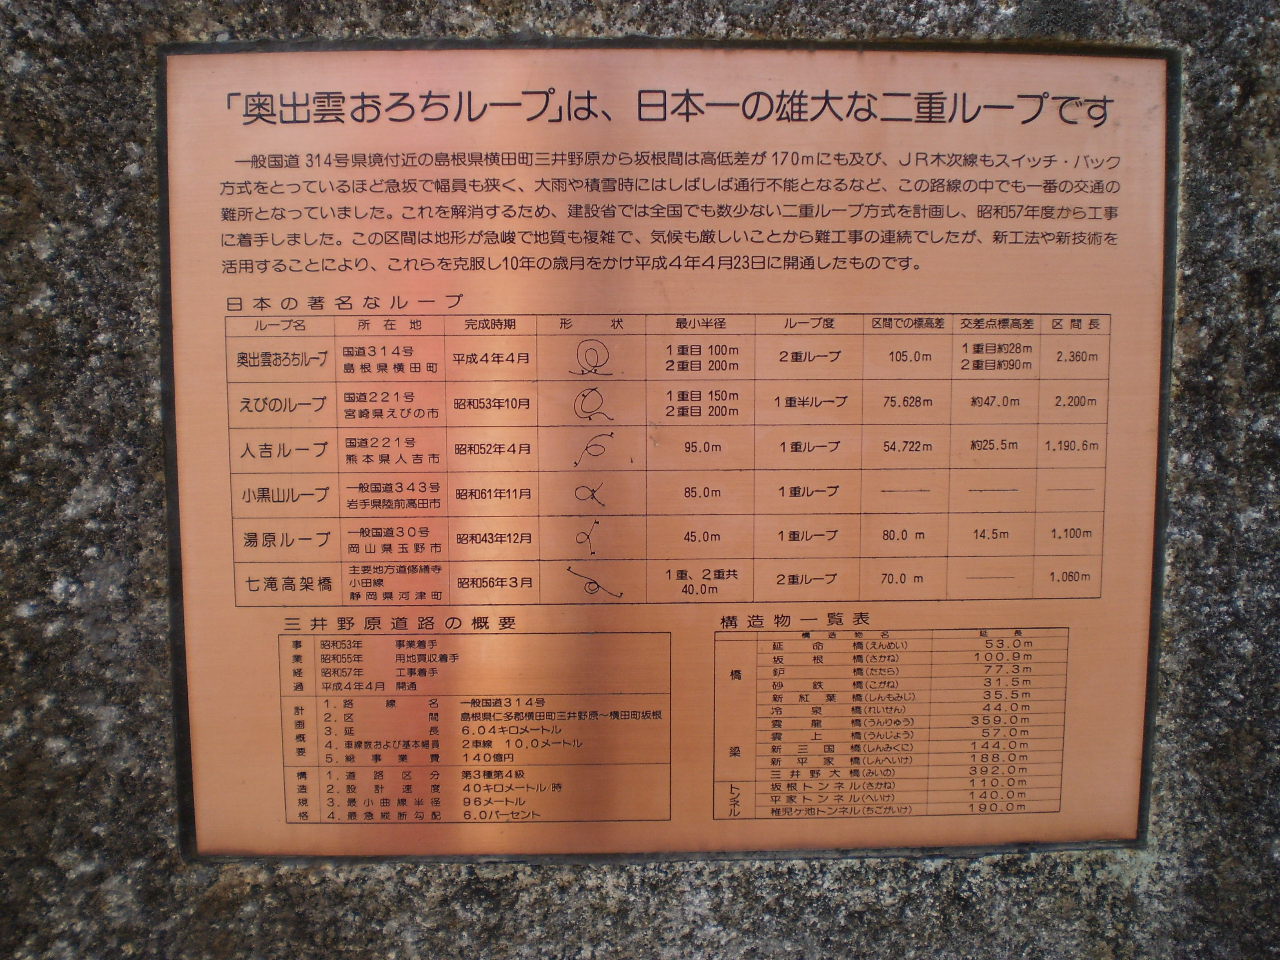 「奥出雲おろちループ」は、日本一の雄大な二重ループです
一般国道314号県境付近の島根県横田町三井野原から坂根間は高低差が170mにも及び、JR木次線もスイッチ・バック
方式をとっているほど急坂で幅員も狭く、大雨や積雪時にはしばしば通行不能となるなど、この路線の中でも一番の交通の
難所となっていました。これを解消するため、建設省では全国でも数少ない二重ループ方式を計画し、昭和57年度から工事
に着手しました。この区間は地形が急峻で地質も複雑で、気候も厳しいことから難工事の連続でしたが、新工法や新技術を
活用することにより、これらを克服し10年の歳月をかけ平成4年4月23日に開通したものです。
日本の著名なループ
ループ名 所在地 完成時期 形状 最小半径 ループ度 区間での標高差 交差点標高差 区間長
奥出雲おろちループ 国道314号 島根県横田町 平成4年4月 1重目 100m 2重目 200m 2重ループ 105.0m 1重目約28m 2重目約90m 2,360m
えびのループ 国道221号 宮崎県えびの市 昭和53年10月 1重目 150m 2重目 200m 1重半ループ 75.628m 約47.0m 2,200m
人吉ループ 国道221号 熊本県人吉市 昭和52年4月 95.0m 1重ループ 54.722m 約25.5m 1,190.6m
小黒山ループ 一般国道343号 岩手県陸前高田市 昭和61年11月 85.0m 1重ループ ― ― ―
湯原ループ 一般国道30号 岡山県玉野市 昭和43年12月 45.0m 1重ループ 80.0m 14.5m 1,100m
七滝高架橋 主要地方道修繕寺小田線 静岡県河津町 昭和56年3月 1重、2重共 40.0m 2重ループ 70.0m ― 1,060m
三井野原道路の概要
事業経過
昭和53年 事業着手
昭和55年 用地買収着手
昭和57年 工事着手
平成4年4月 開通
計画概要
1.路線名 一般国道314号
2.区間 島根県仁多郡横田町三井野原〜横田町坂根
3.延長 6.04キロメートル
4.車線数および基本幅員 2車線 10.0メートル
5.総事業費 140億円
構造規格
1.道路区分 第3種第4級
2.設計速度 40キロメートル/時
3.最小曲線半径 96メートル
4.最急縦断勾配 6.0パーセント
構造物一覧表
構造物名 延長
橋梁
延命橋(えんめい) 53.0m
坂根橋(さかね) 100.9m
鈩橋(たたら) 77.3m
砂鉄橋(こがね) 31.5m
新紅葉橋(しんもみじ) 35.5m
冷泉橋(れいせん) 44.0m
雲龍橋(うんりゅう) 359.0m
雲上橋(うんじょう) 57.0m
新三国橋(しんみくに) 144.0m
新平家橋(しんへいけ) 188.0m
三井野大橋(みいの) 392.0m
トンネル
坂根トンネル(さかね) 110.0m
平家トンネル(へいけ) 140.0m
稚児ケ池トンネル(ちごがいけ) 190.0m